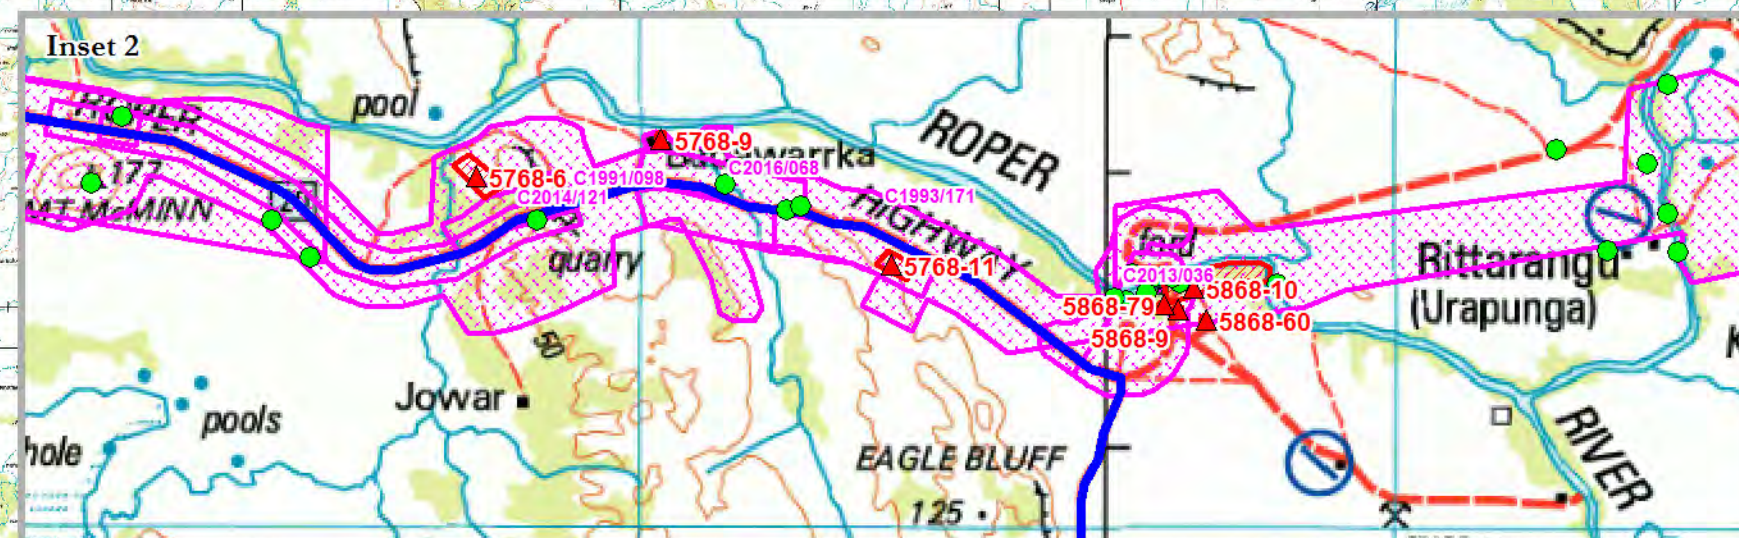 Inset 2
pool
ROPER
ROPER
5768-9
177
5768-6
C1991/098
C2016/068
C2014/121
C1993/171
MT McMINN
HIGHWAY
ford
quarry
5768-11
C2013/036
5868-10
5868-79
5868-60
5868-9
Rittarangu
(Urapunga)
Jowar
pools
hole
EAGLE BLUFF
125
RIVER
K